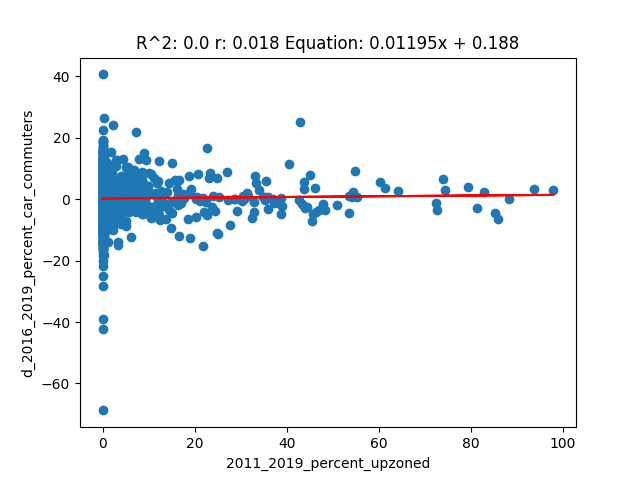 R^2: 0.0 r: 0.018 Equation: 0.01195x + 0.188
d_2016_2019_percent_car_commuters
40
20
0
−20
−40
−60
0 20 40 60 80 100
2011_2019_percent_upzoned